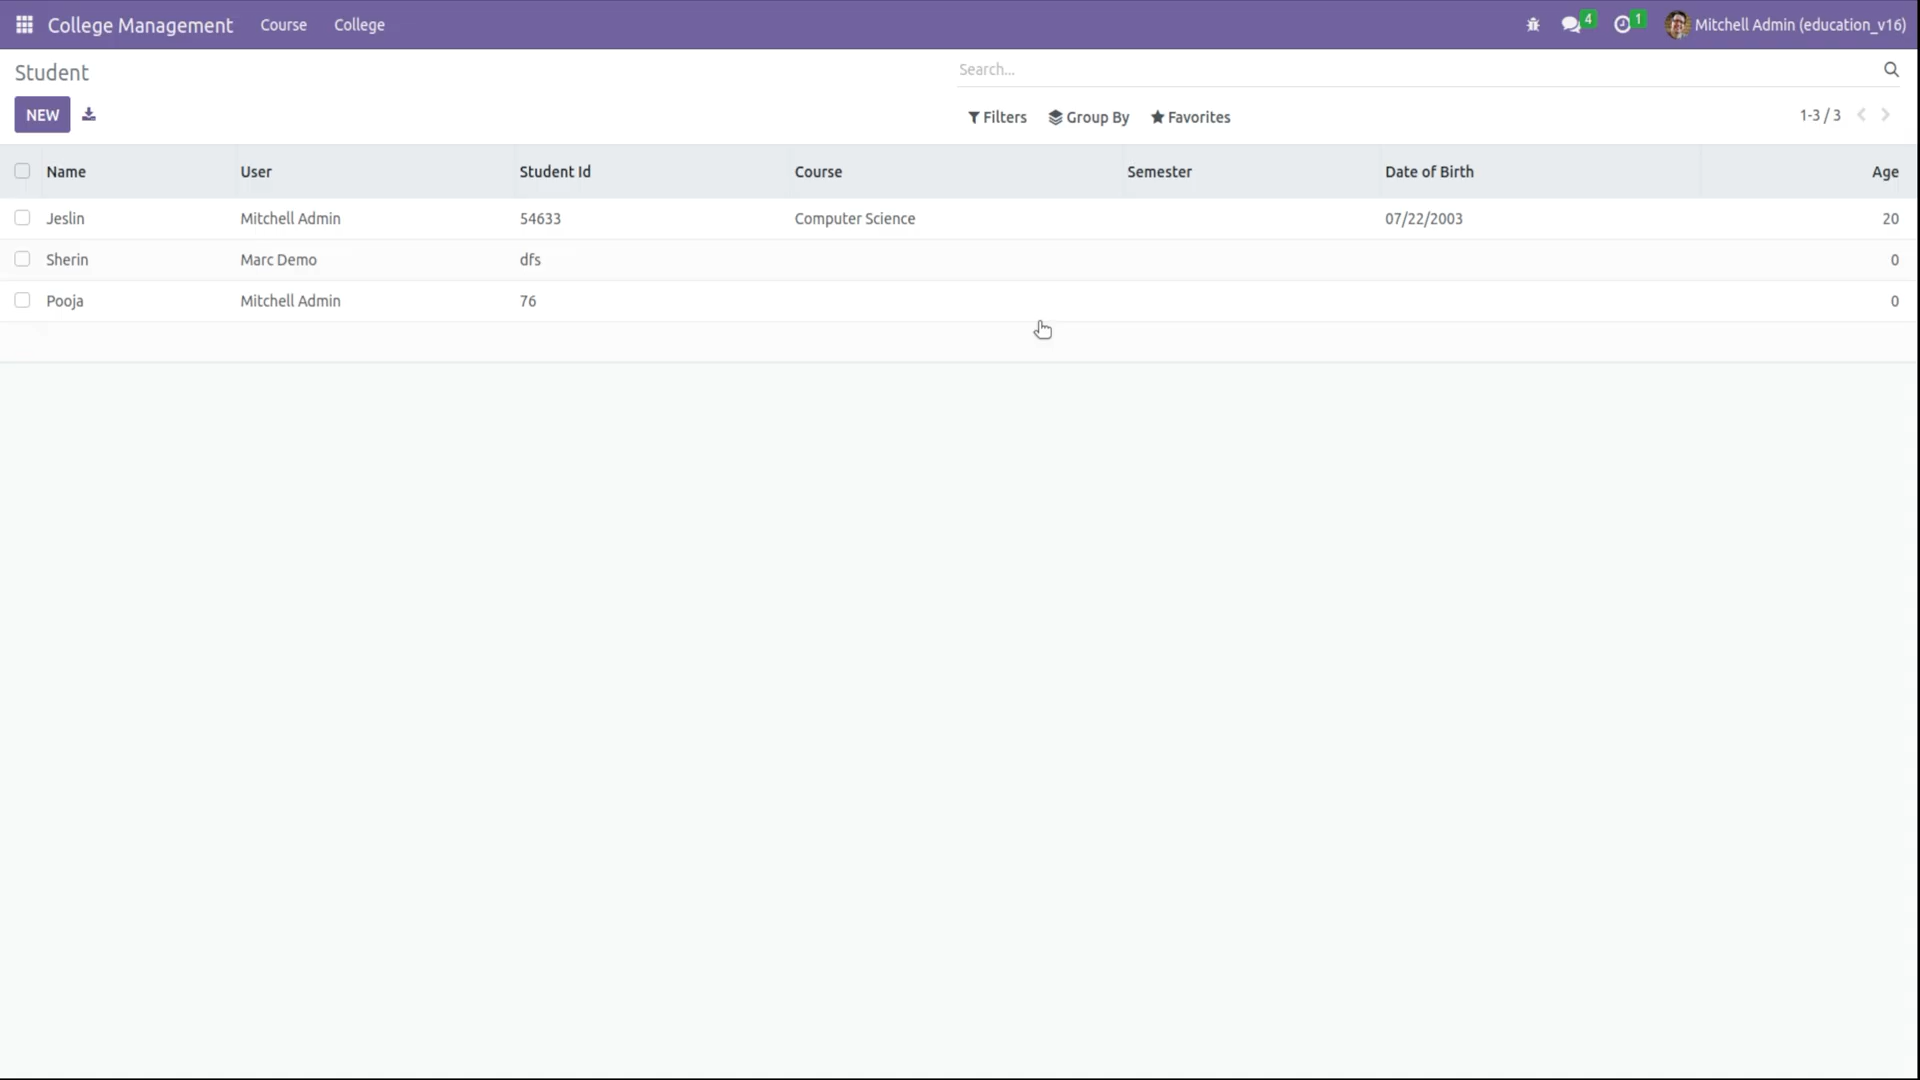 College Management Course College 4 1 Mitchell Admin (education_v16)
Student Search...
NEW Filters Group By Favorites 1-3 / 3
Name User Student Id Course Semester Date of Birth Age
Jeslin Mitchell Admin 54633 Computer Science 07/22/2003 20
Sherin Marc Demo dfs 0
Pooja Mitchell Admin 76 0